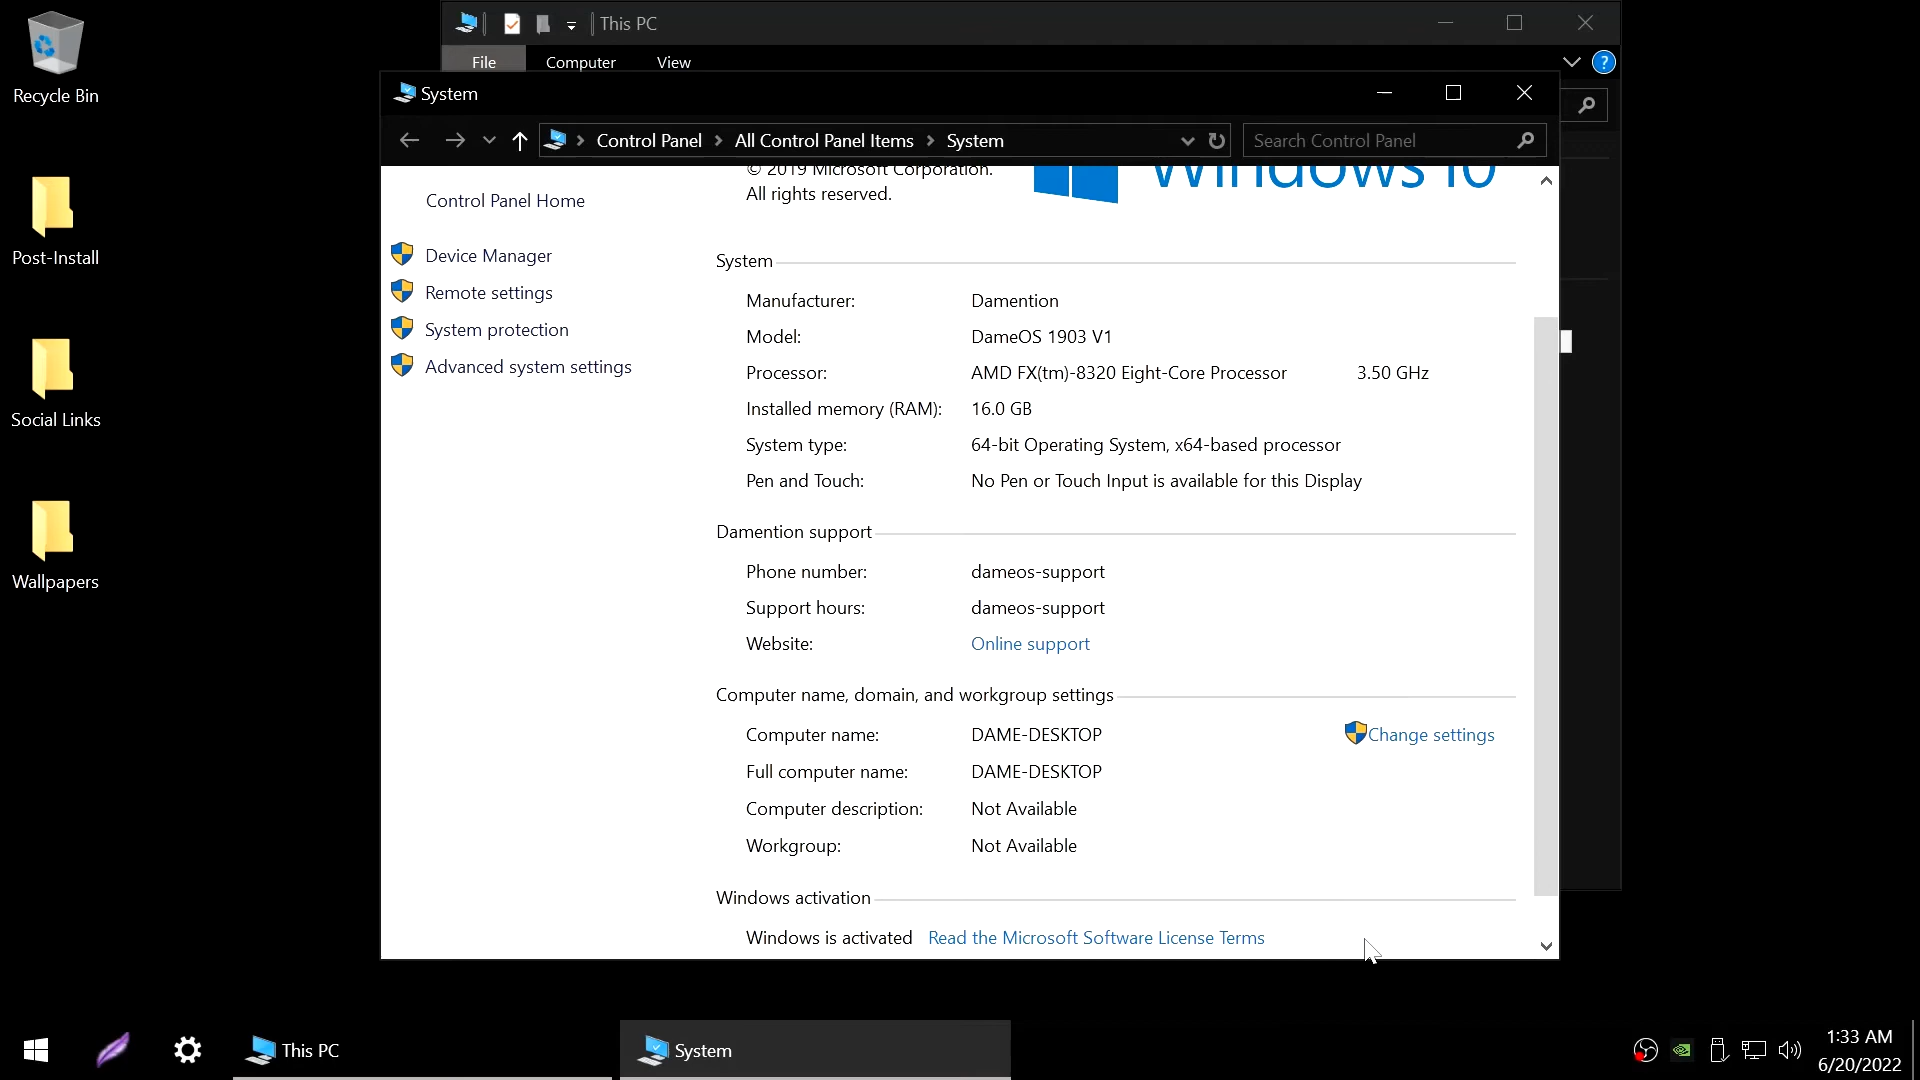 This PC
File Computer View
System
Control Panel All Control Panel Items System Search Control Panel
© 2019 Microsoft Corporation.
All rights reserved.
Windows 10
Control Panel Home
Device Manager
Remote settings
System protection
Advanced system settings
System
Manufacturer: Damention
Model: DameOS 1903 V1
Processor: AMD FX(tm)-8320 Eight-Core Processor 3.50 GHz
Installed memory (RAM): 16.0 GB
System type: 64-bit Operating System, x64-based processor
Pen and Touch: No Pen or Touch Input is available for this Display
Damention support
Phone number: dameos-support
Support hours: dameos-support
Website: Online support
Computer name, domain, and workgroup settings
Computer name: DAME-DESKTOP Change settings
Full computer name: DAME-DESKTOP
Computer description: Not Available
Workgroup: Not Available
Windows activation
Windows is activated Read the Microsoft Software License Terms
Recycle Bin
Post-Install
Social Links
Wallpapers
This PC
System
1:33 AM
6/20/2022